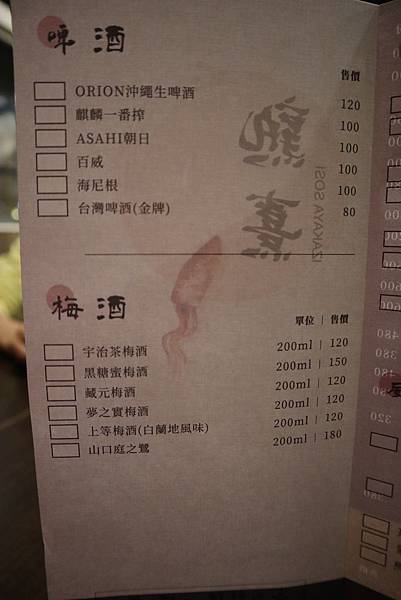 啤酒
售價
ORION沖繩生啤酒 120
麒麟一番搾 100
ASAHI朝日 100
百威 100
海尼根 100
台灣啤酒(金牌) 80
梅酒
單位 | 售價
宇治茶梅酒 200ml | 120
黑糖蜜梅酒 200ml | 150
藏元梅酒 200ml | 120
夢之實梅酒 200ml | 120
上等梅酒(白蘭地風味) 200ml | 120
山口庭之鶯 200ml | 180